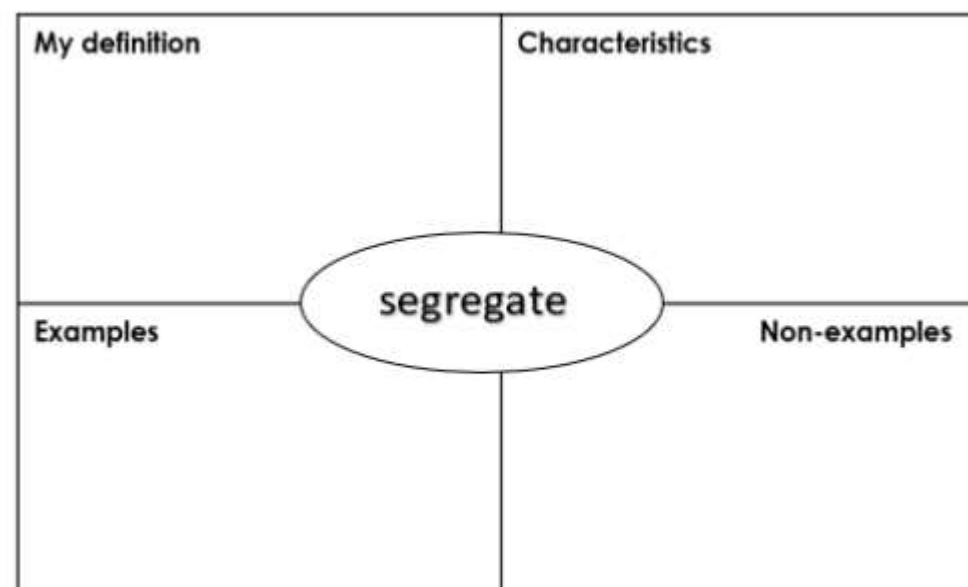 My definition
Characteristics
segregate
Examples
Non-examples